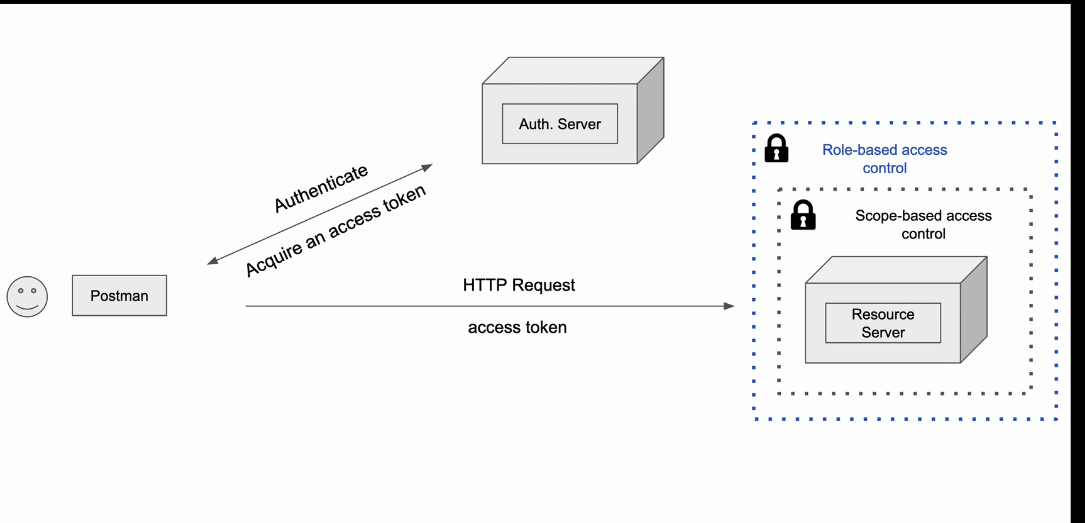 Auth. Server
Role-based access
control
Authenticate
Acquire an access token
Scope-based access
control
Postman
HTTP Request
access token
Resource
Server